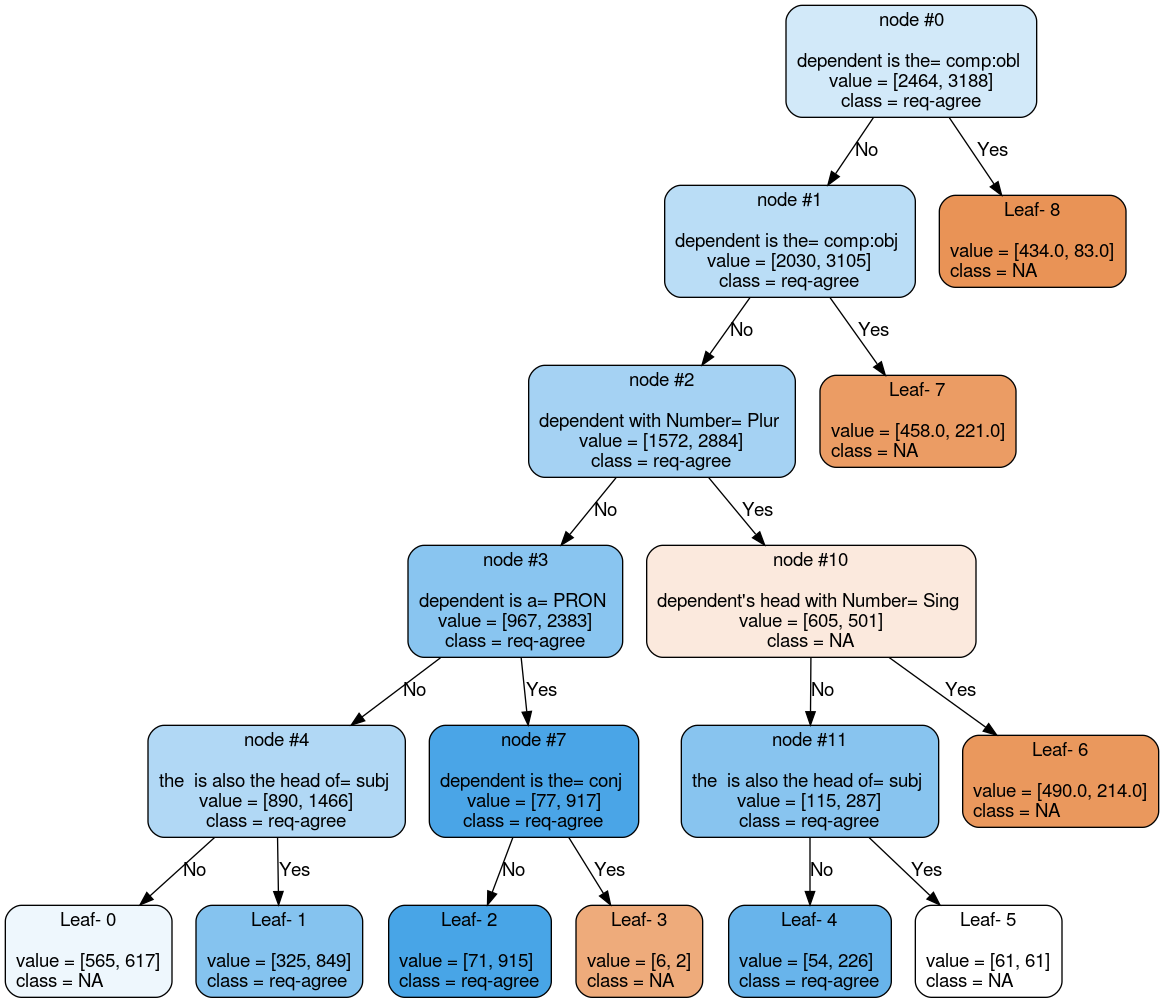 node #0
dependent is the= comp:obl
value = [2464, 3188]
class = req-agree
No
Yes
node #1
dependent is the= comp:obj
value = [2030, 3105]
class = req-agree
Leaf- 8
value = [434.0, 83.0]
class = NA
No
Yes
node #2
dependent with Number= Plur
value = [1572, 2884]
class = req-agree
Leaf- 7
value = [458.0, 221.0]
class = NA
No
Yes
node #3
dependent is a= PRON
value = [967, 2383]
class = req-agree
node #10
dependent's head with Number= Sing
value = [605, 501]
class = NA
No
Yes
No
Yes
node #4
the  is also the head of= subj
value = [890, 1466]
class = req-agree
node #7
dependent is the= conj
value = [77, 917]
class = req-agree
node #11
the  is also the head of= subj
value = [115, 287]
class = req-agree
Leaf- 6
value = [490.0, 214.0]
class = NA
No
Yes
No
Yes
No
Yes
Leaf- 0
value = [565, 617]
class = NA
Leaf- 1
value = [325, 849]
class = req-agree
Leaf- 2
value = [71, 915]
class = req-agree
Leaf- 3
value = [6, 2]
class = NA
Leaf- 4
value = [54, 226]
class = req-agree
Leaf- 5
value = [61, 61]
class = NA